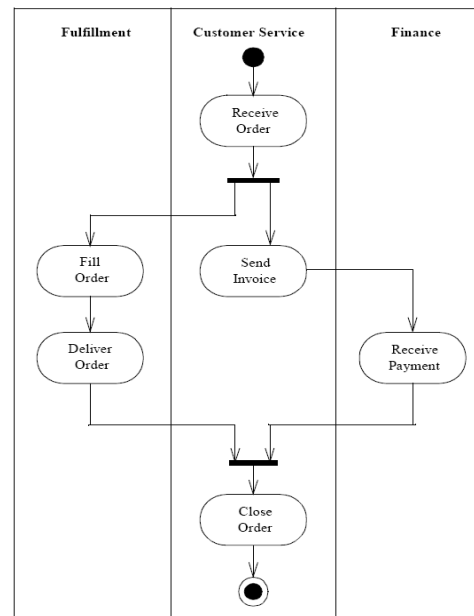 Fulfillment
Customer Service
Finance
Receive
Order
Fill
Order
Send
Invoice
Deliver
Order
Receive
Payment
Close
Order